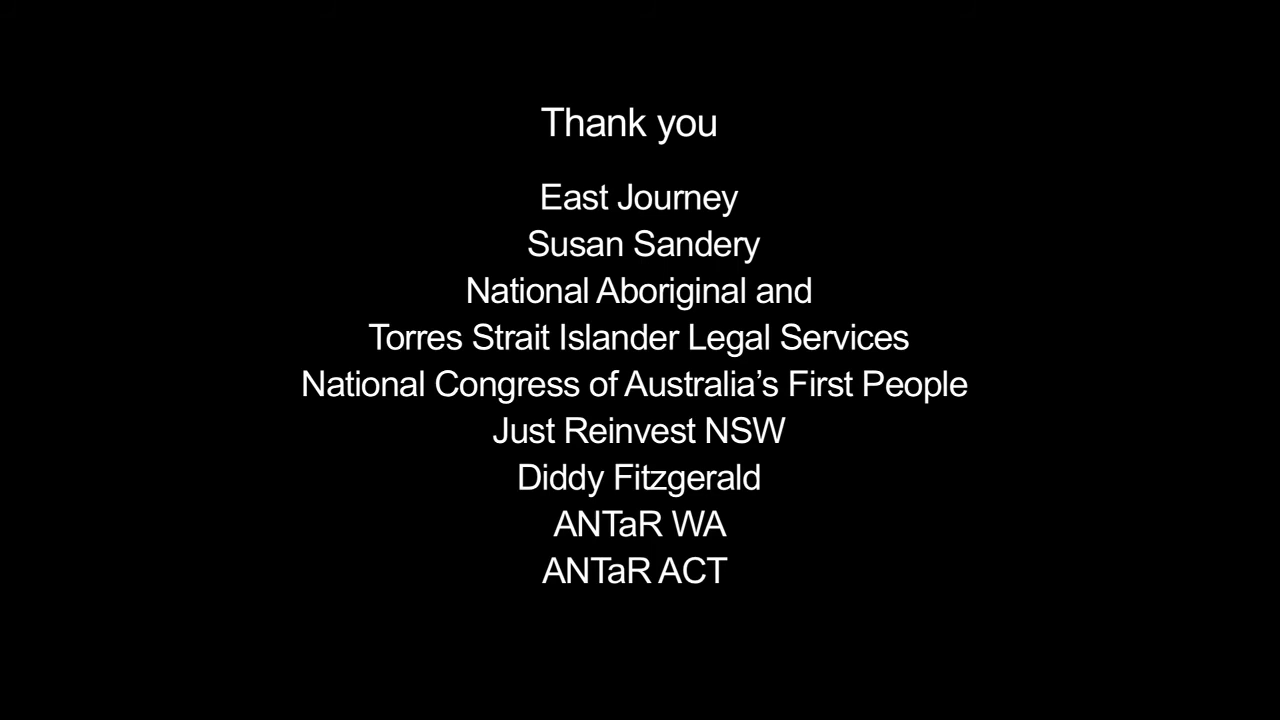 Thank you
East Journey
Susan Sandery
National Aboriginal and
Torres Strait Islander Legal Services
National Congress of Australia’s First People
Just Reinvest NSW
Diddy Fitzgerald
ANTaR WA
ANTaR ACT